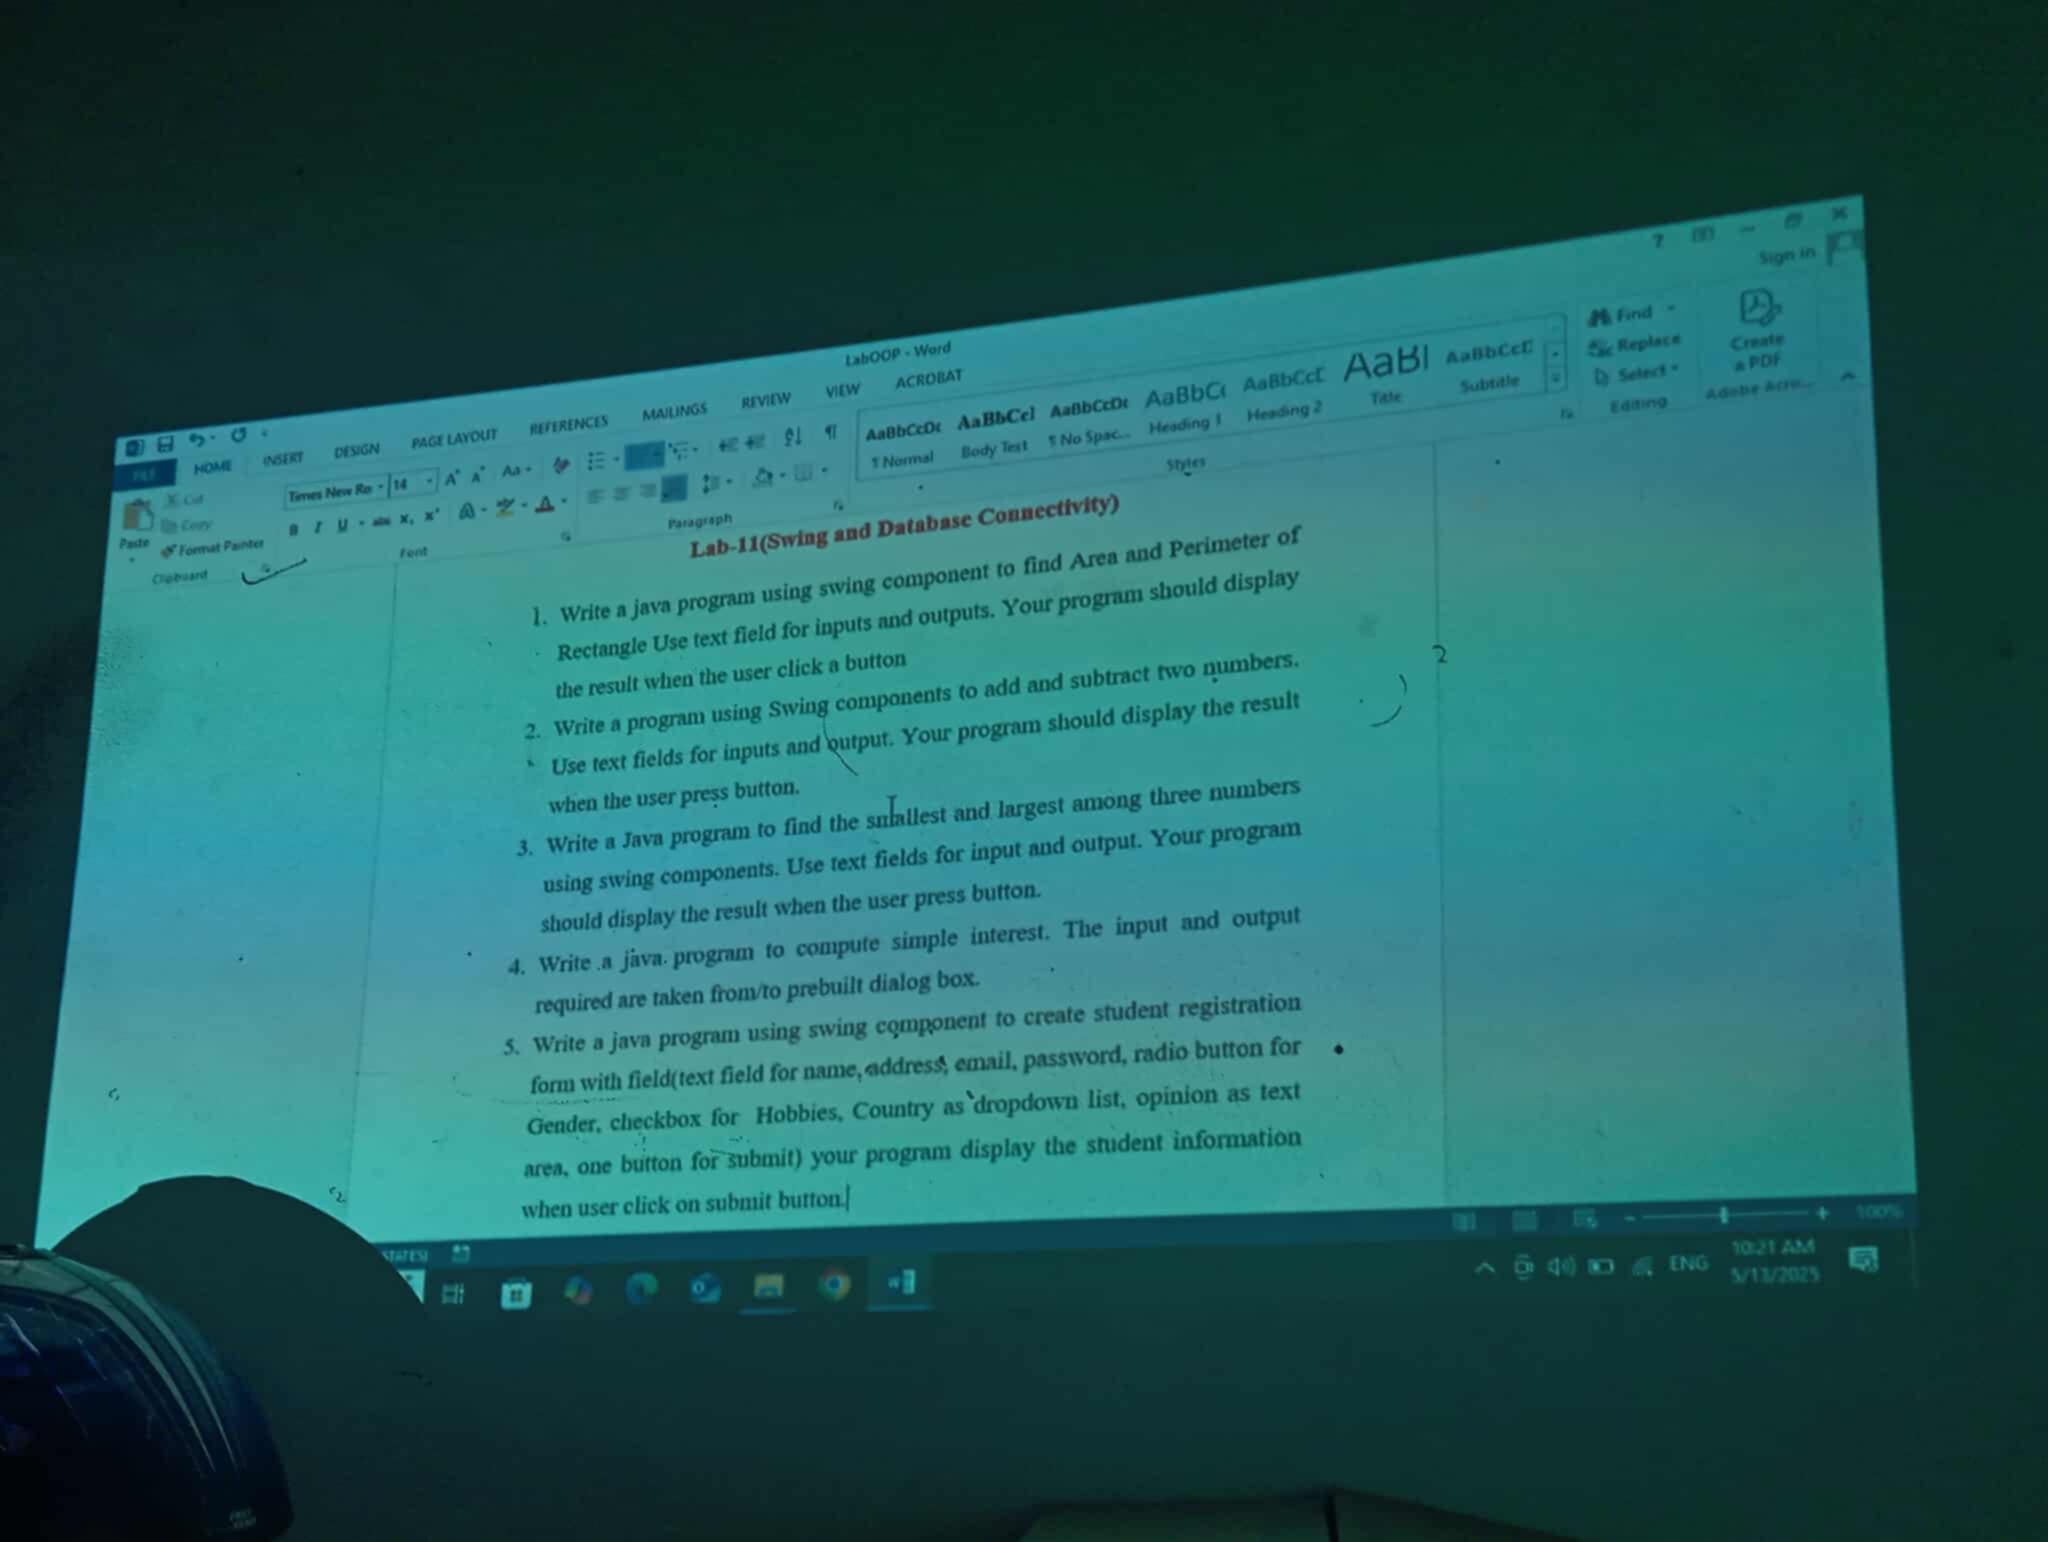 LabOOP - Word
Sign in
FILE HOME INSERT DESIGN PAGE LAYOUT REFERENCES MAILINGS REVIEW VIEW ACROBAT
Cut
Copy
Format Painter
Paste
Clipboard
Times New Ro 14
Font
Paragraph
AaBbCcDc AaBbCcI AaBbCcDc AaBbCc AaBbCcD AaBl AaBbCcD
¶ Normal Body Text ¶ No Spac... Heading 1 Heading 2 Title Subtitle
Styles
Find
Replace
Select
Editing
Create
a PDF
Adobe Acro...
Lab-11(Swing and Database Connectivity)
1. Write a java program using swing component to find Area and Perimeter of
Rectangle Use text field for inputs and outputs. Your program should display
the result when the user click a button
2. Write a program using Swing components to add and subtract two numbers.
Use text fields for inputs and output. Your program should display the result
when the user press button.
3. Write a Java program to find the smallest and largest among three numbers
using swing components. Use text fields for input and output. Your program
should display the result when the user press button.
4. Write a java program to compute simple interest. The input and output
required are taken from/to prebuilt dialog box.
5. Write a java program using swing component to create student registration
form with field(text field for name, address, email, password, radio button for
Gender, checkbox for Hobbies, Country as dropdown list, opinion as text
area, one button for submit) your program display the student information
when user click on submit button.
STATES)
100%
ENG
10:21 AM
5/13/2025